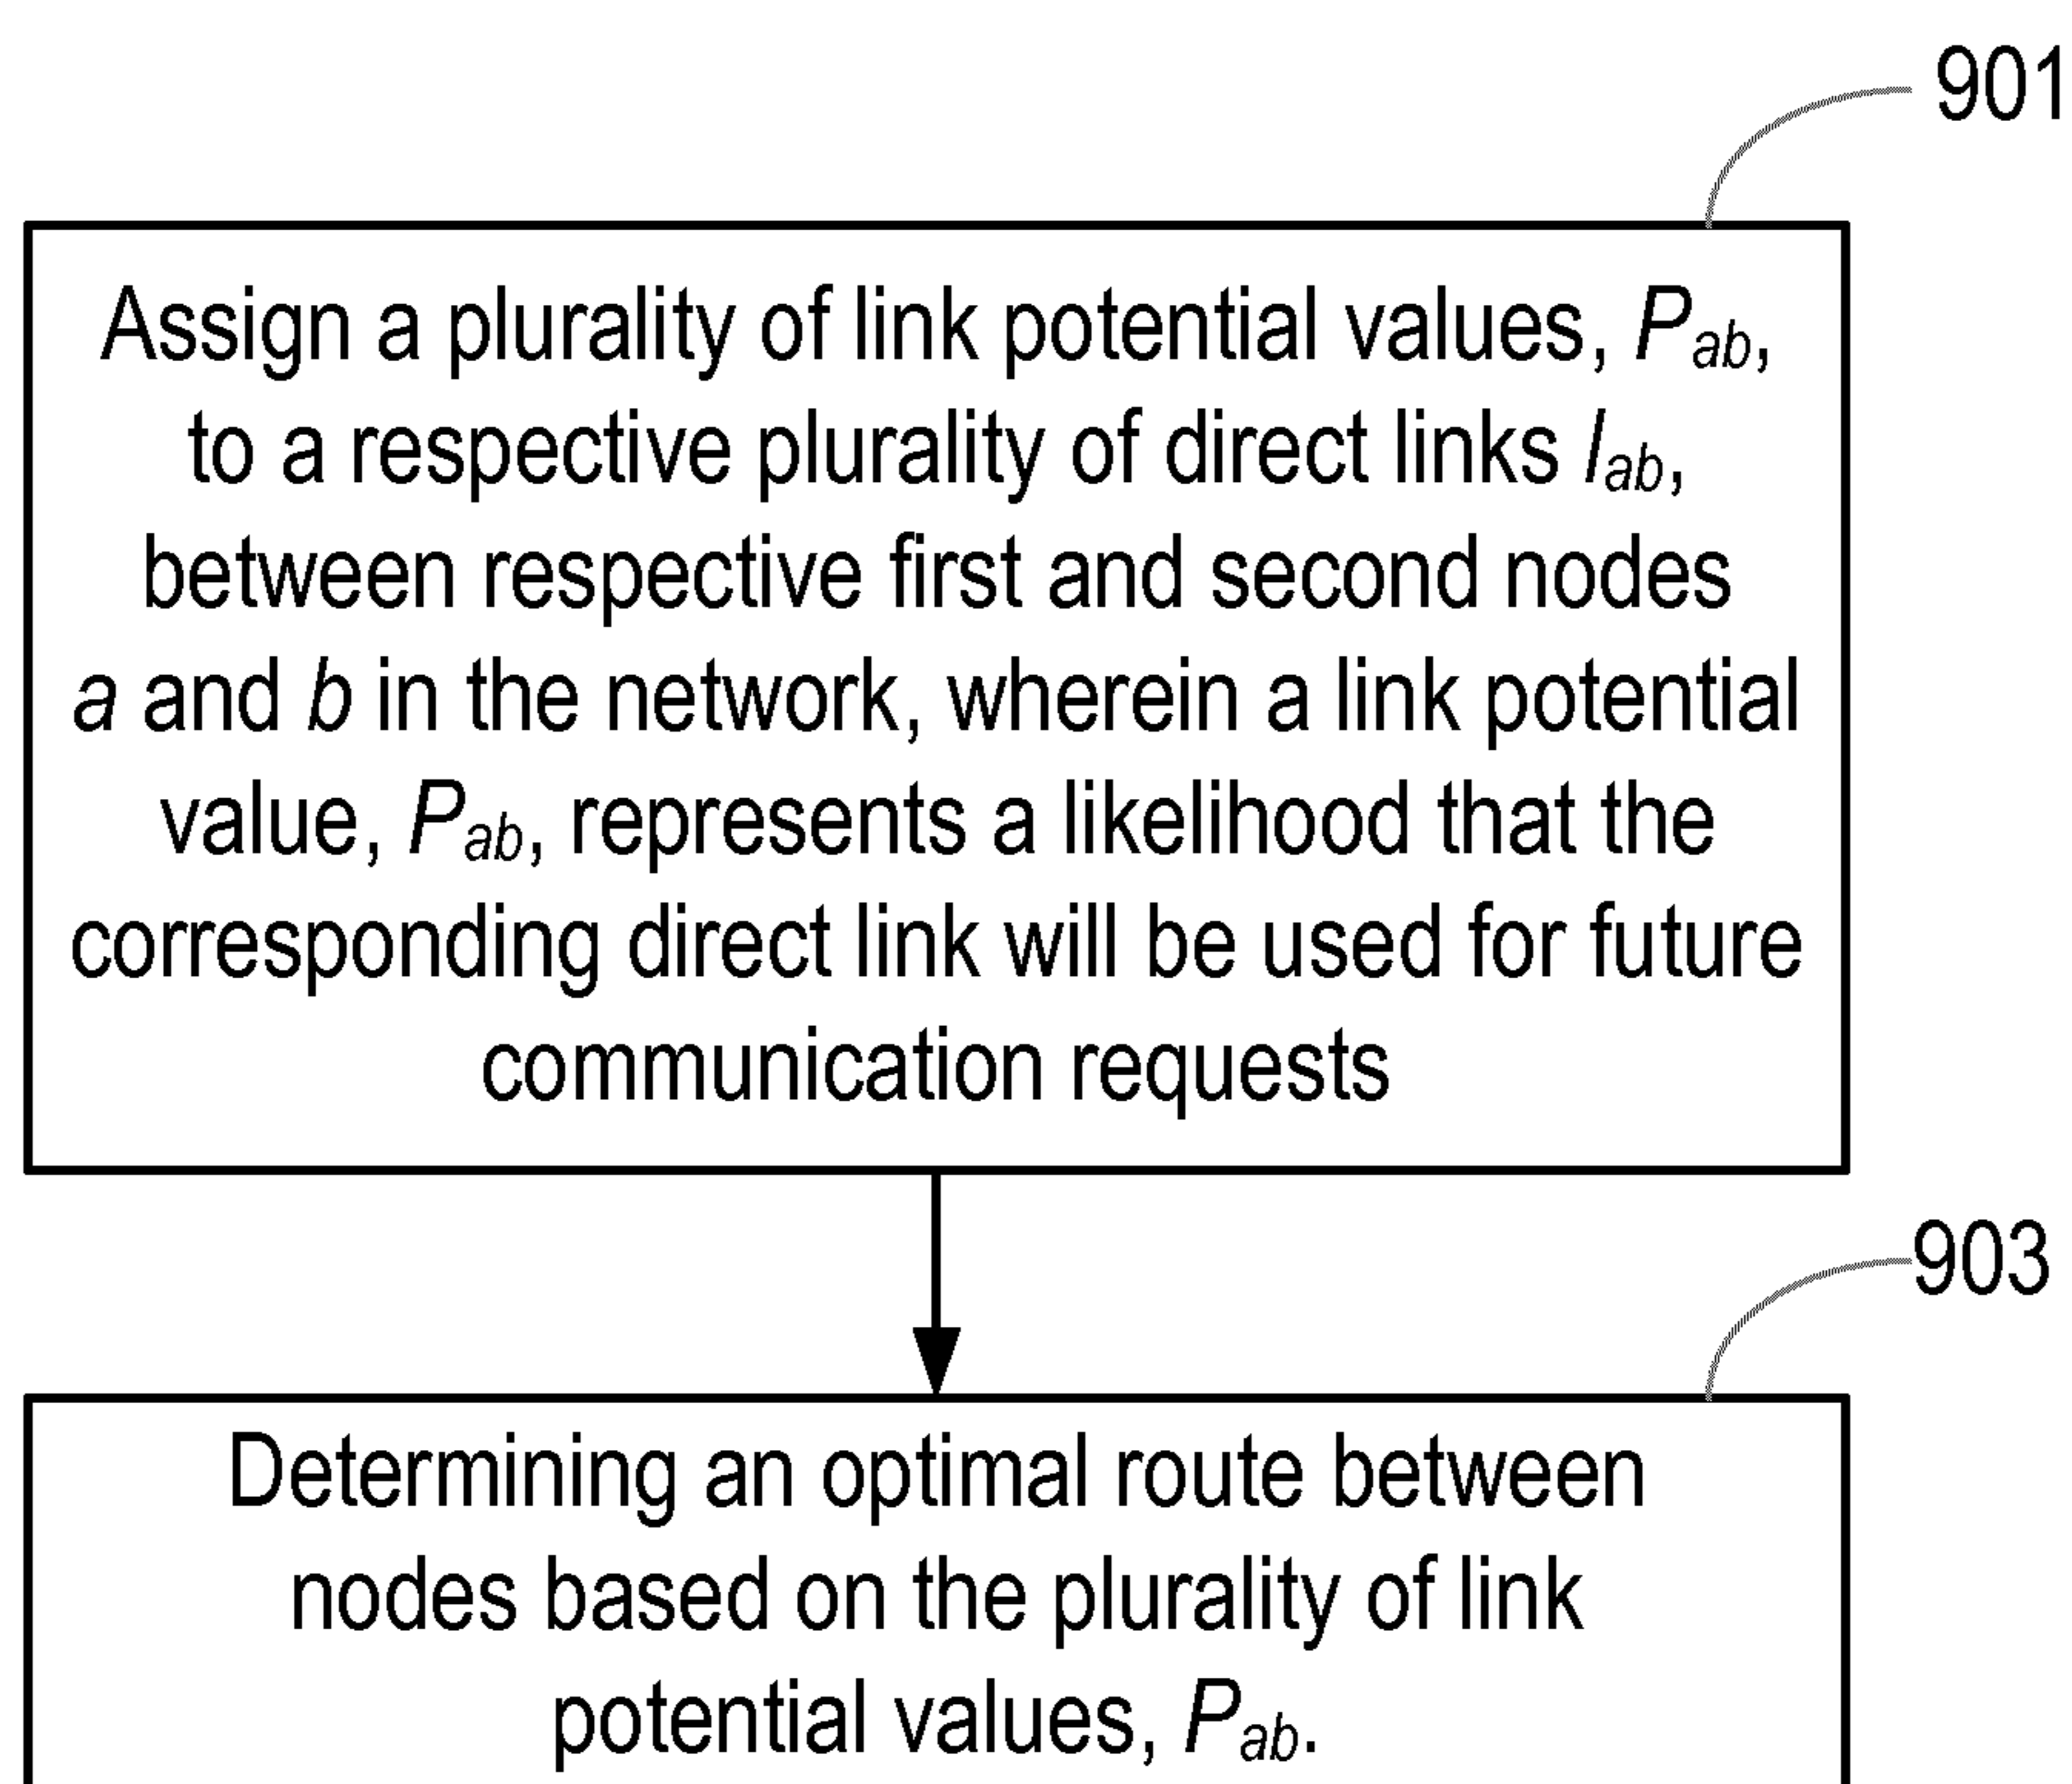 901
Assign a plurality of link potential values, Pab,
to a respective plurality of direct links lab,
between respective first and second nodes
a and b in the network, wherein a link potential
value, Pab, represents a likelihood that the
corresponding direct link will be used for future
communication requests
903
Determining an optimal route between
nodes based on the plurality of link
potential values, Pab.